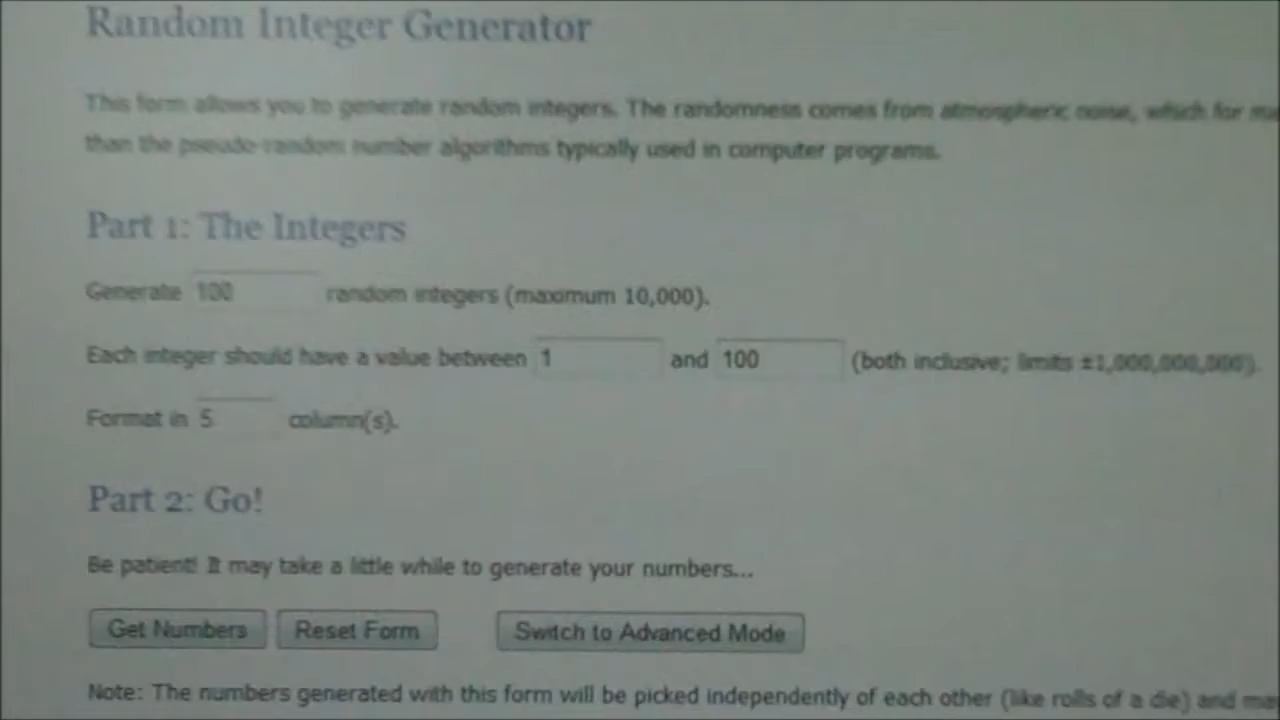 Random Integer Generator
This form allows you to generate random integers. The randomness comes from atmospheric noise, which for
than the pseudo-random number algorithms typically used in computer programs.
Part 1: The Integers
Generate 100 random integers (maximum 10,000).
Each integer should have a value between 1 and 100 (both inclusive; limits ±1,000,000,000).
Format in 5 column(s).
Part 2: Go!
Be patient! It may take a little while to generate your numbers...
Get Numbers Reset Form Switch to Advanced Mode
Note: The numbers generated with this form will be picked independently of each other (like rolls of a die) and